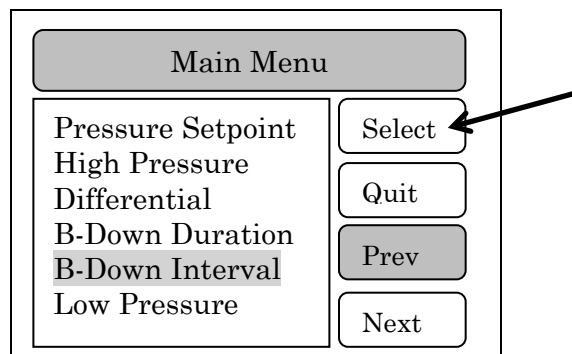 Main Menu
Pressure Setpoint
High Pressure
Differential
B-Down Duration
B-Down Interval
Low Pressure
Select
Quit
Prev
Next